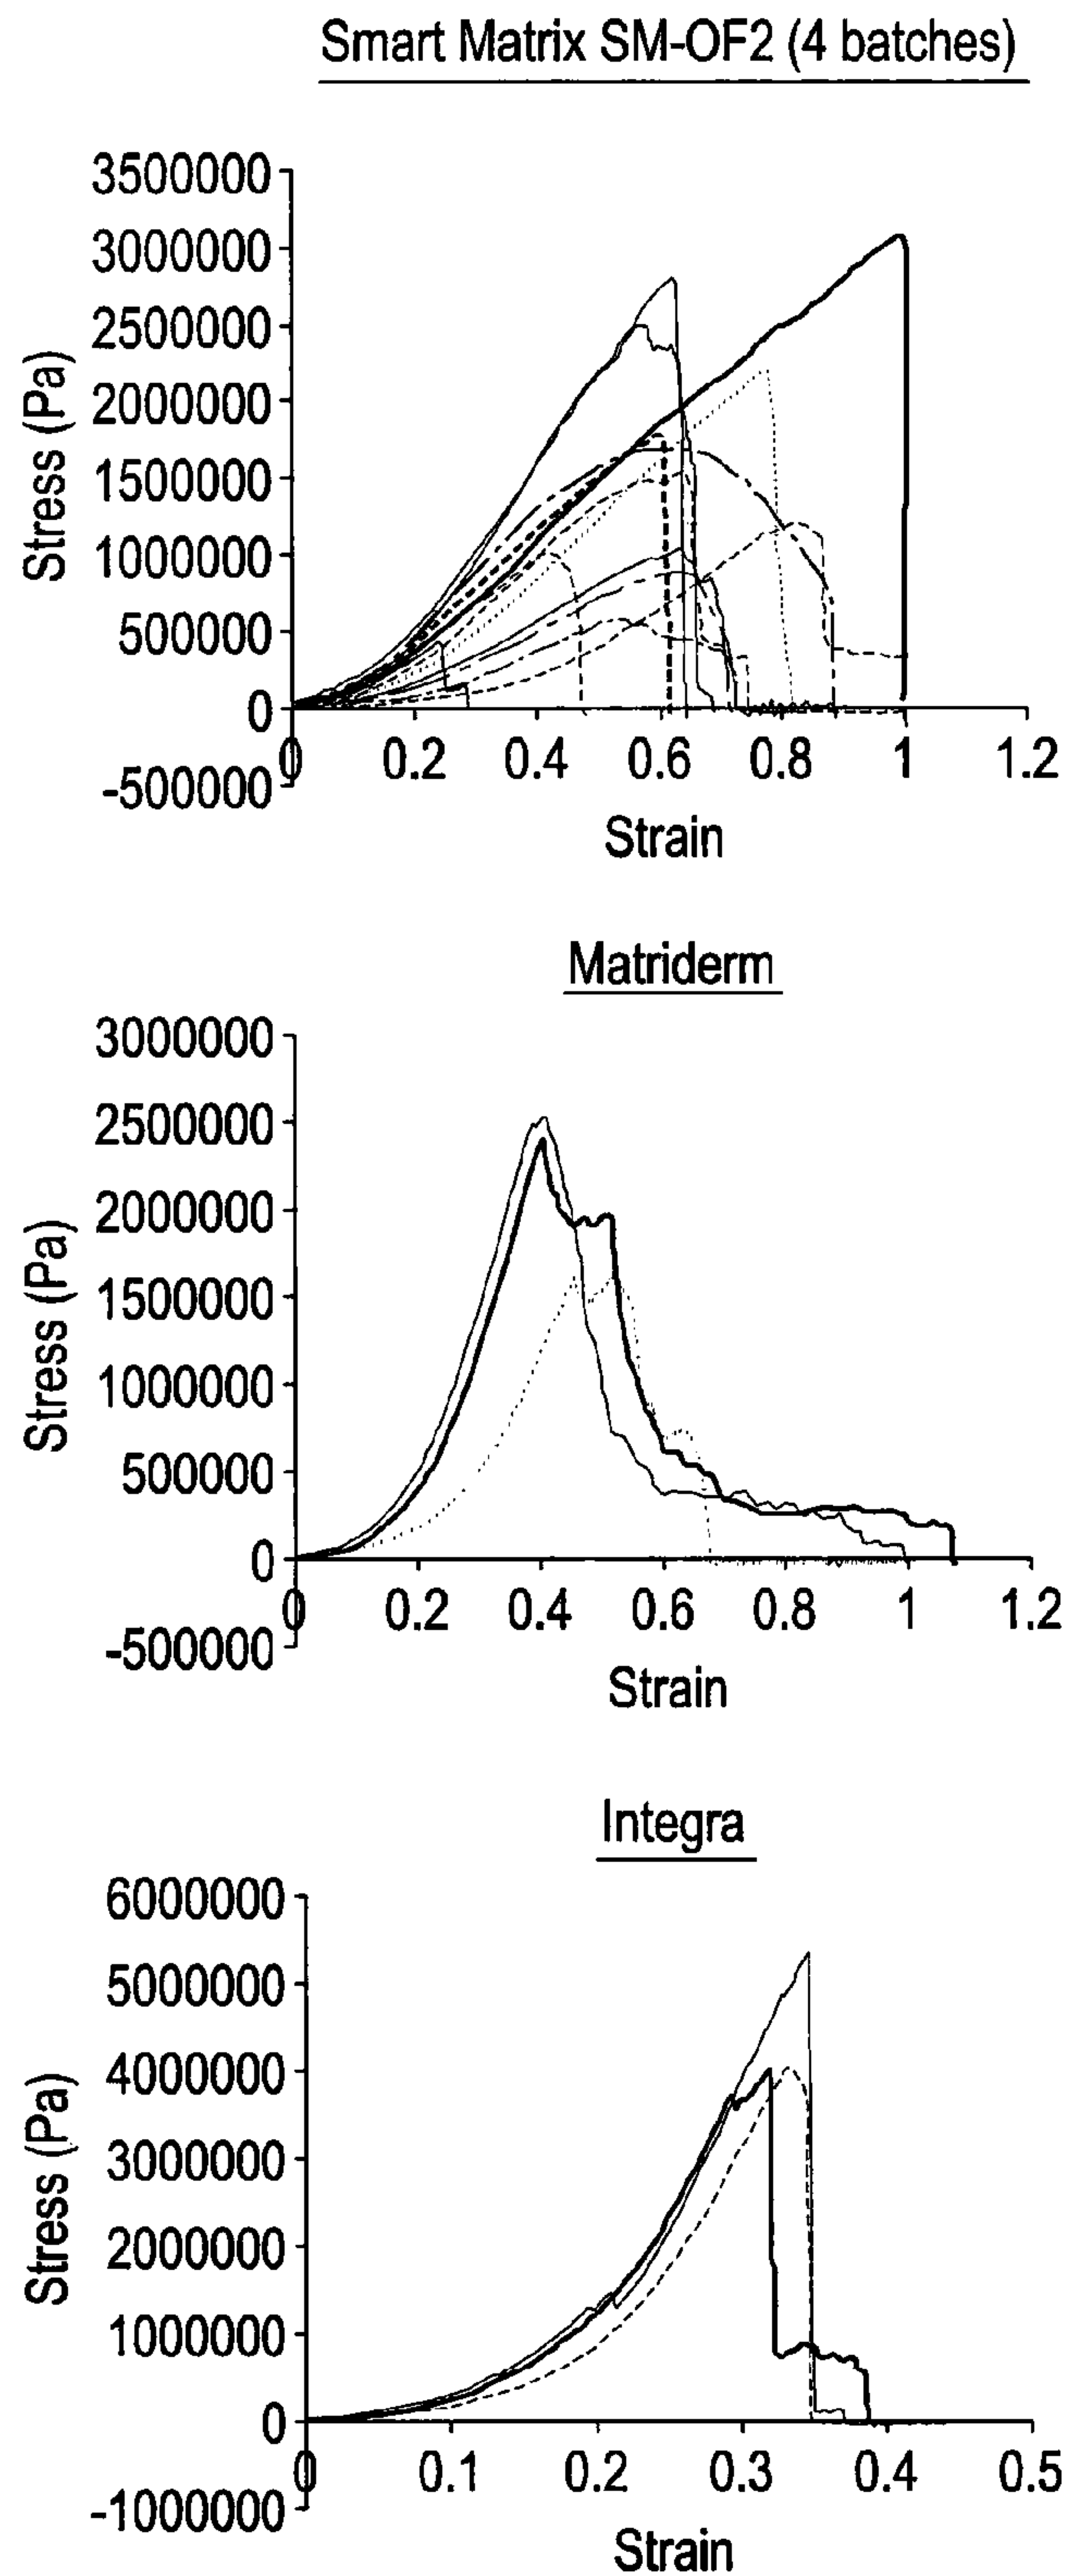 Smart Matrix SM-OF2 (4 batches)
3500000
3000000
2500000
2000000
1500000
1000000
500000
0
-500000
Stress (Pa)
0 0.2 0.4 0.6 0.8 1 1.2
Strain
Matriderm
3000000
2500000
2000000
1500000
1000000
500000
0
-500000
Stress (Pa)
0 0.2 0.4 0.6 0.8 1 1.2
Strain
Integra
6000000
5000000
4000000
3000000
2000000
1000000
0
-1000000
Stress (Pa)
0 0.1 0.2 0.3 0.4 0.5
Strain